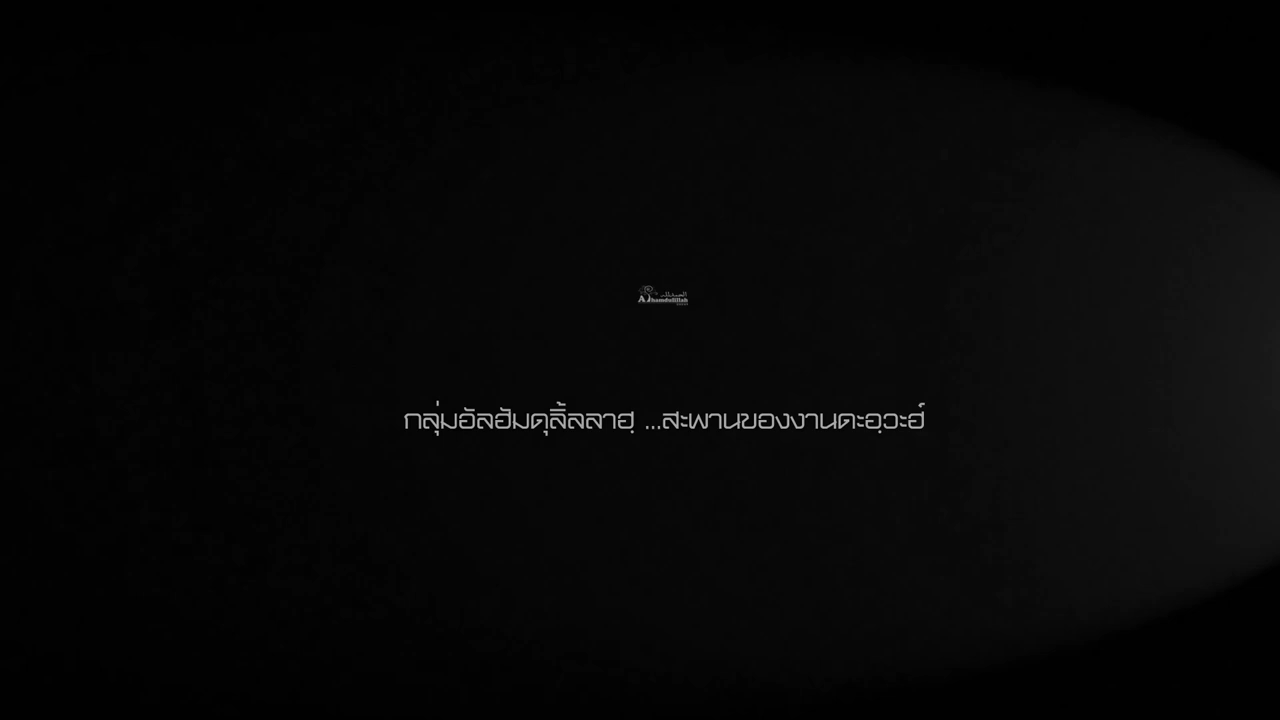 الحمدلله
Alhamdulillah
กลุ่มอัลฮัมดุลิ้ลลาฮฺ ...สะพานของงานดะอฺวะฮ์